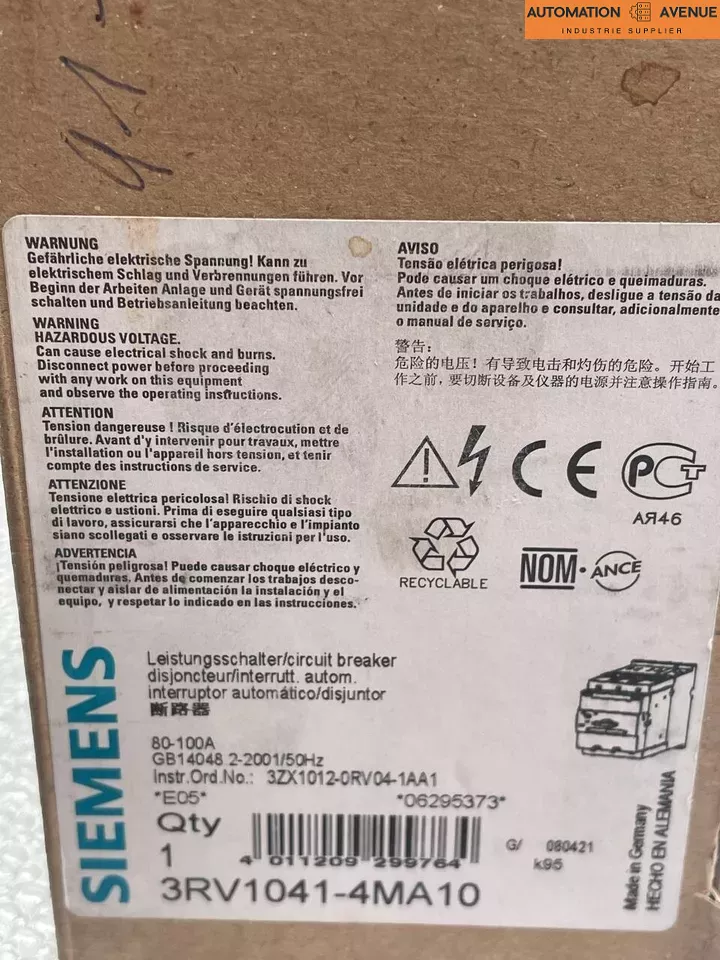 AUTOMATION AVENUE
INDUSTRIE SUPPLIER
WARNUNG
Gefährliche elektrische Spannung! Kann zu
elektrischem Schlag und Verbrennungen führen. Vor
Beginn der Arbeiten Anlage und Gerät spannungsfrei
schalten und Betriebsanleitung beachten.
WARNING
HAZARDOUS VOLTAGE.
Can cause electrical shock and burns.
Disconnect power before proceeding
with any work on this equipment
and observe the operating instructions.
ATTENTION
Tension dangereuse ! Risque d'électrocution et de
brûlure. Avant d'y intervenir pour travaux, mettre
l'installation ou l'appareil hors tension, et tenir
compte des instructions de service.
ATTENZIONE
Tensione elettrica pericolosa! Rischio di shock
elettrico e ustioni. Prima di eseguire qualsiasi tipo
di lavoro, assicurarsi che l'apparecchio e l'impianto
siano scollegati e osservare le istruzioni per l'uso.
ADVERTENCIA
¡Tensión peligrosa! Puede causar choque eléctrico y
quemaduras. Antes de comenzar los trabajos desco-
nectar y aislar de alimentación la instalación y el
equipo, y respetar lo indicado en las instrucciones.
AVISO
Tensão elétrica perigosa!
Pode causar um choque elétrico e queimaduras.
Antes de iniciar os trabalhos, desligue a tensão da
unidade e do aparelho e consultar, adicionalmente
o manual de serviço.
警告:
危险的电压! 有导致电击和灼伤的危险。开始工
作之前, 要切断设备及仪器的电源并注意操作指南。
CE
PCT
АЯ46
RECYCLABLE
NOM·ANCE
SIEMENS
Leistungsschalter/circuit breaker
disjoncteur/interrutt. autom.
interruptor automático/disjuntor
断路器
80-100A
GB14048.2-2001/50Hz
Instr.Ord.No.: 3ZX1012-0RV04-1AA1
*E05* *06295373*
Qty
1
4 011209 299764
G/ 080421
k95
3RV1041-4MA10
Made in Germany
HECHO EN ALEMANIA